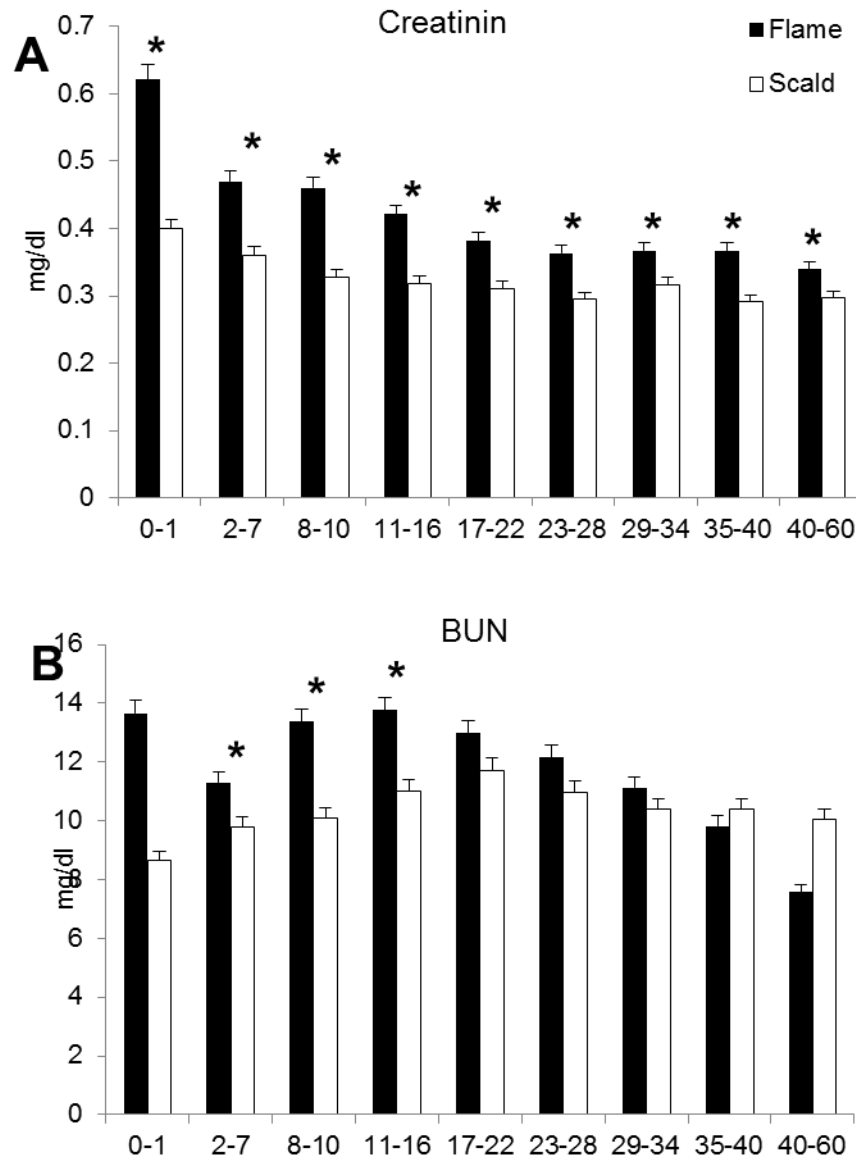 Creatinin
A
Flame
Scald
mg/dl
0.7
0.6
0.5
0.4
0.3
0.2
0.1
0
* * * * * * * * *
0-1 2-7 8-10 11-16 17-22 23-28 29-34 35-40 40-60
BUN
B
mg/dl
16
14
12
10
8
6
4
2
0
* * *
0-1 2-7 8-10 11-16 17-22 23-28 29-34 35-40 40-60